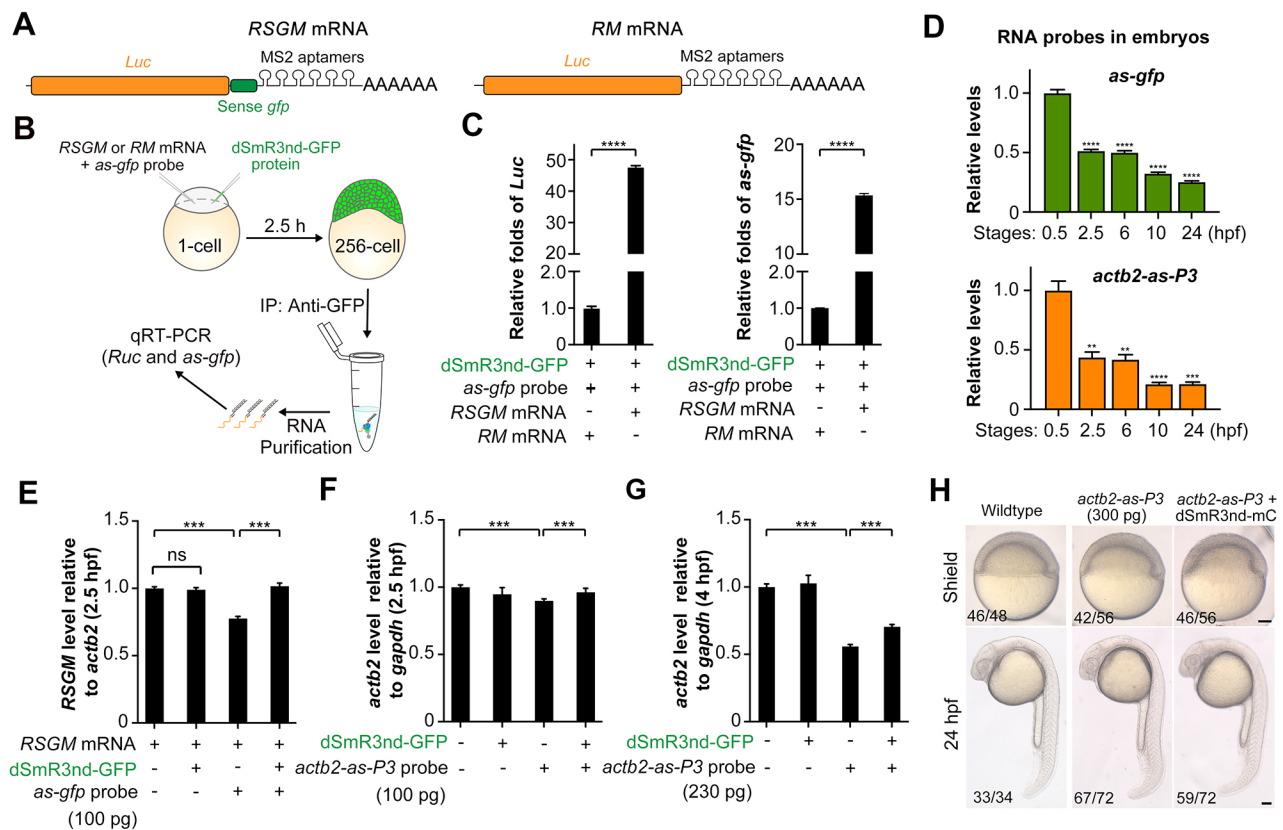 A
RSGM mRNA
Luc
MS2 aptamers
AAAAAA
Sense gfp
RM mRNA
Luc
MS2 aptamers
AAAAAA
B
RSGM or RM mRNA
+ as-gfp probe
dSmR3nd-GFP
protein
1-cell
2.5 h
256-cell
IP: Anti-GFP
qRT-PCR
(Ruc and as-gfp)
RNA
Purification
C
Relative folds of Luc
50
40
30
20
2.0
1.0
0
****
dSmR3nd-GFP + +
as-gfp probe + +
RSGM mRNA - +
RM mRNA + -
Relative folds of as-gfp
20
15
10
2.0
1.0
0
****
dSmR3nd-GFP + +
as-gfp probe + +
RSGM mRNA - +
RM mRNA + -
D
RNA probes in embryos
as-gfp
Relative levels
1.0
0.5
0
**** **** **** ****
Stages: 0.5 2.5 6 10 24 (hpf)
actb2-as-P3
Relative levels
1.0
0.5
0
** ** **** ***
Stages: 0.5 2.5 6 10 24 (hpf)
E
RSGM level relative
to actb2 (2.5 hpf)
1.5
1.0
0.5
0
*** ***
ns
RSGM mRNA + + + +
dSmR3nd-GFP - + - +
as-gfp probe - - + +
(100 pg)
F
actb2 level relative
to gapdh (2.5 hpf)
1.5
1.0
0.5
0
*** ***
dSmR3nd-GFP - + - +
actb2-as-P3 probe - - + +
(100 pg)
G
actb2 level relative
to gapdh (4 hpf)
1.5
1.0
0.5
0
*** ***
dSmR3nd-GFP - + - +
actb2-as-P3 probe - - + +
(230 pg)
H
Wildtype
actb2-as-P3
(300 pg)
actb2-as-P3 +
dSmR3nd-mC
Shield
46/48
42/56
46/56
24 hpf
33/34
67/72
59/72